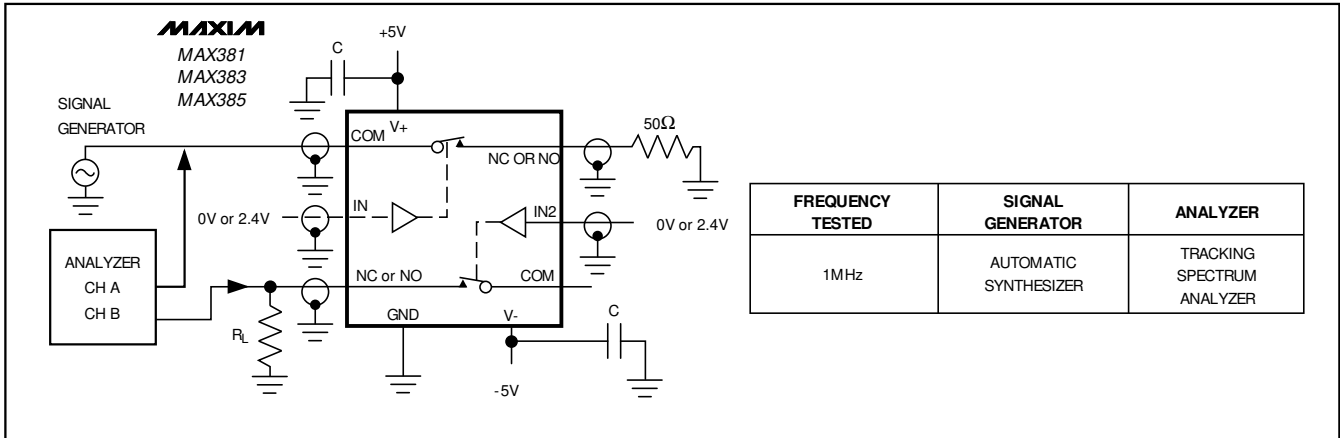 MAXIM
MAX381
MAX383
MAX385
+5V
C
SIGNAL
GENERATOR
V+
COM
50Ω
NC OR NO
IN
0V or 2.4V
IN2
0V or 2.4V
ANALYZER
CH A
CH B
NC or NO
COM
GND
V-
C
RL
-5V
FREQUENCY
TESTED
SIGNAL
GENERATOR
ANALYZER
1MHz
AUTOMATIC
SYNTHESIZER
TRACKING
SPECTRUM
ANALYZER